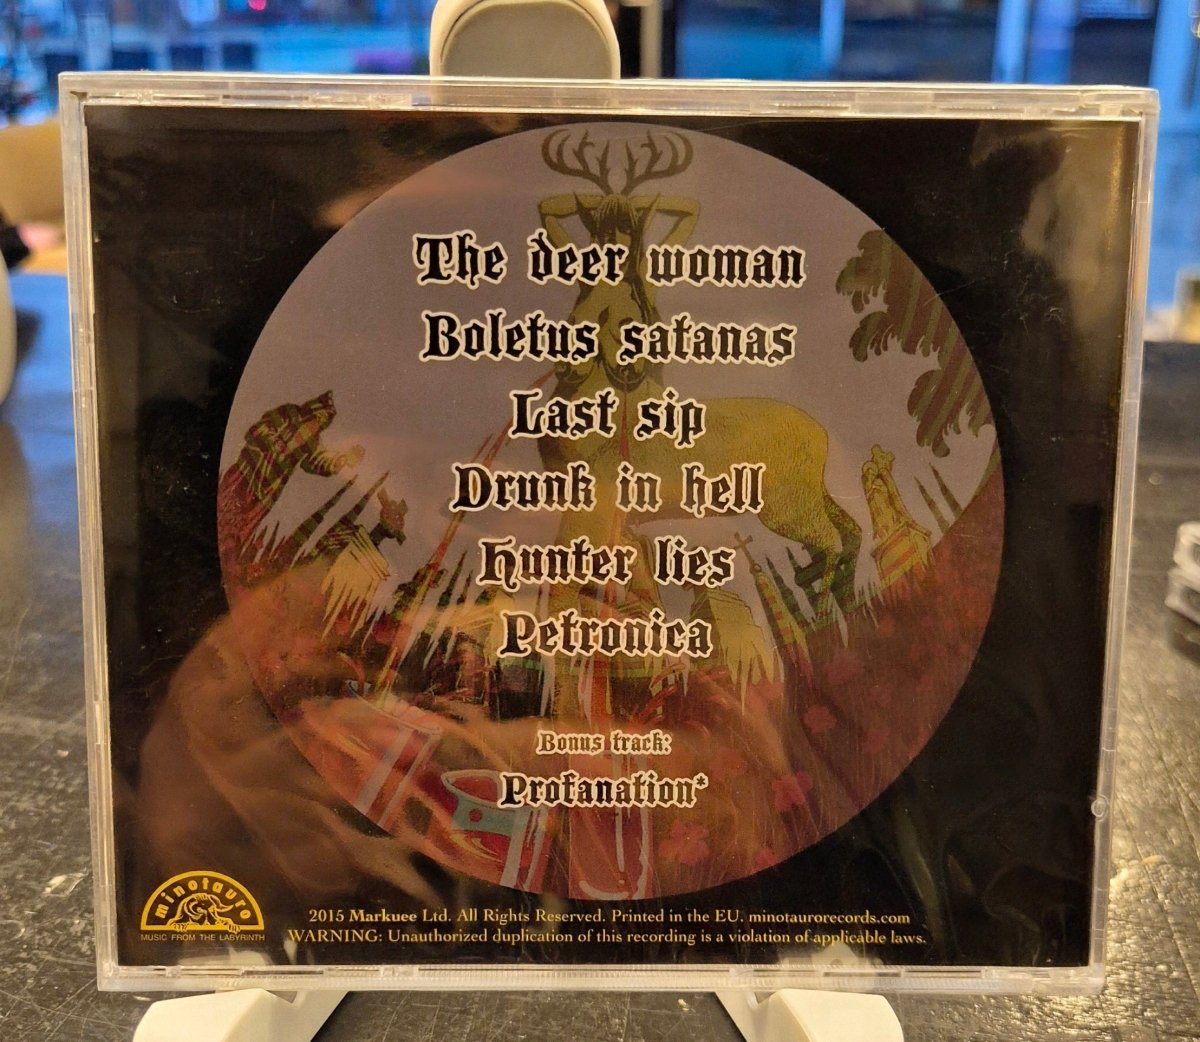 The deer woman
Boletus satanas
Last sip
Drunk in hell
Hunter lies
Petronica
Bonus track:
Profanation*
minotauro
MUSIC FROM THE LABYRINTH
2015 Markuee Ltd. All Rights Reserved. Printed in the EU. minotaurorecords.com
WARNING: Unauthorized duplication of this recording is a violation of applicable laws.